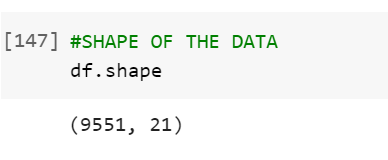 [147] #SHAPE OF THE DATA
df.shape
(9551, 21)